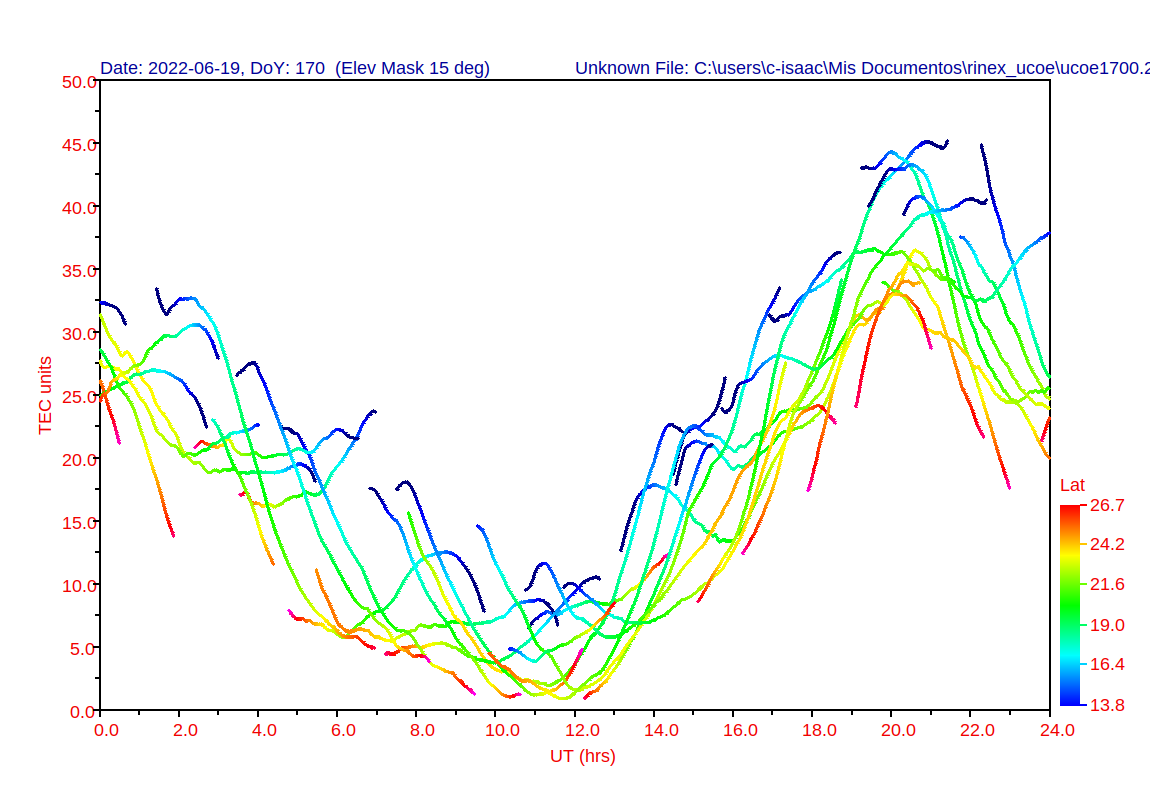 Date: 2022-06-19, DoY: 170  (Elev Mask 15 deg)
Unknown File: C:\users\c-isaac\Mis Documentos\rinex_ucoe\ucoe1700.2
50.0
45.0
40.0
35.0
30.0
25.0
20.0
15.0
10.0
5.0
0.0
TEC units
0.0 2.0 4.0 6.0 8.0 10.0 12.0 14.0 16.0 18.0 20.0 22.0 24.0
UT (hrs)
Lat
26.7
24.2
21.6
19.0
16.4
13.8